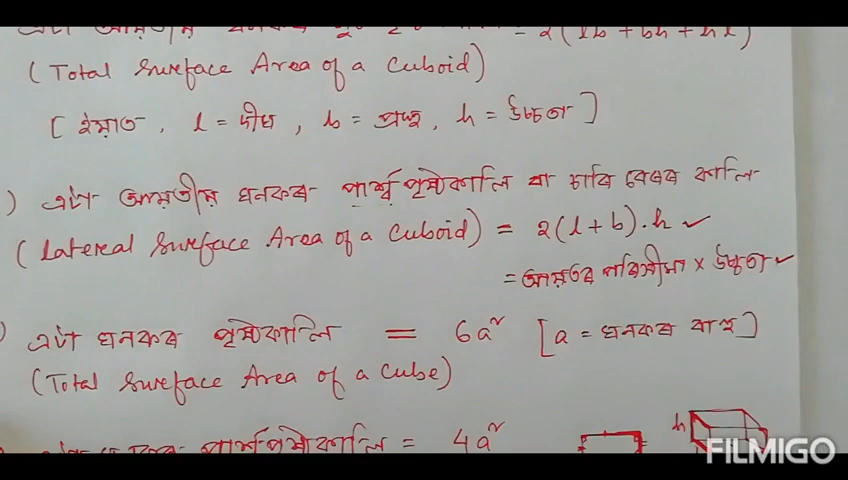 = 2(lb + bh + hl)
(Total Surface Area of a Cuboid)
[ ইয়াত, l = দীঘ, b = প্ৰস্থ, h = উচ্চতা ]
) এটা আয়তীয় ঘনকৰ পাৰ্শ্ব পৃষ্ঠকালি বা চাৰি বেৰৰ কালি
(Latereal Surface Area of a Cuboid) = 2(l + b).h ✓
= আয়তৰ পৰিসীমা × উচ্চতা ✓
) এটা ঘনকৰ পৃষ্ঠকালি = 6a² [a = ঘনকৰ বাহু]
(Total Surface Area of a Cube)
পাৰ্শ্বপৃষ্ঠকালি = 4a²
h
FILMIGO